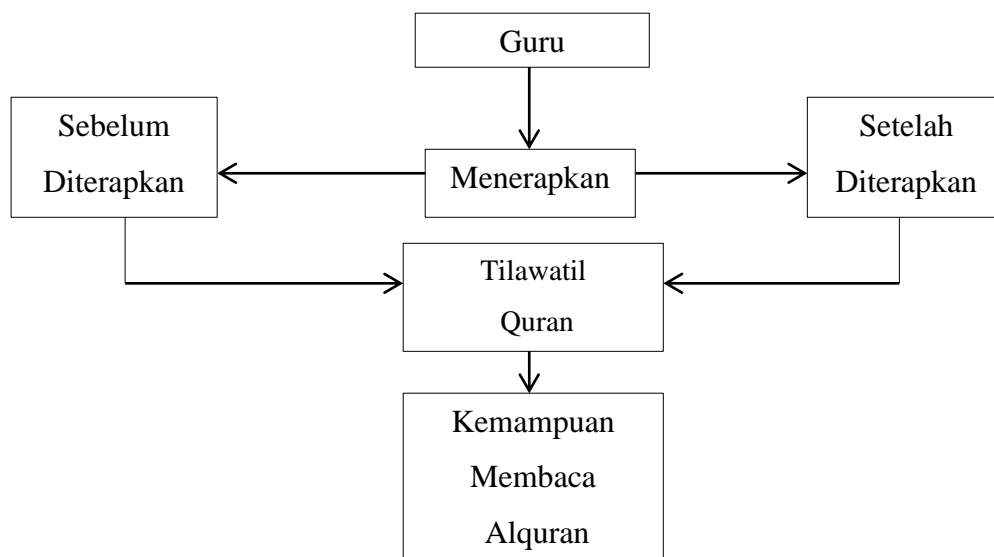 Guru
Sebelum
Diterapkan
Menerapkan
Setelah
Diterapkan
Tilawatil
Quran
Kemampuan
Membaca
Alquran